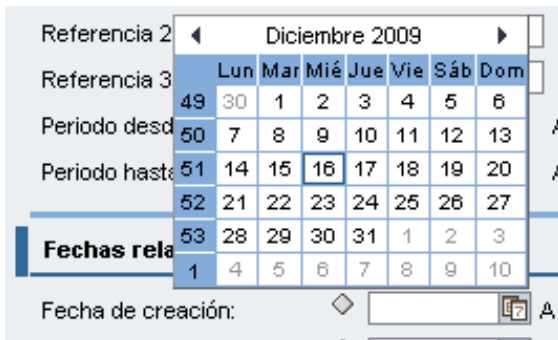 Referencia 2
Diciembre 2009
Referencia 3
Lun Mar Mié Jue Vie Sáb Dom
49 30 1 2 3 4 5 6
Periodo desd
A
50 7 8 9 10 11 12 13
Periodo hasta
A
51 14 15 16 17 18 19 20
52 21 22 23 24 25 26 27
53 28 29 30 31 1 2 3
Fechas rela
1 4 5 6 7 8 9 10
Fecha de creación: A